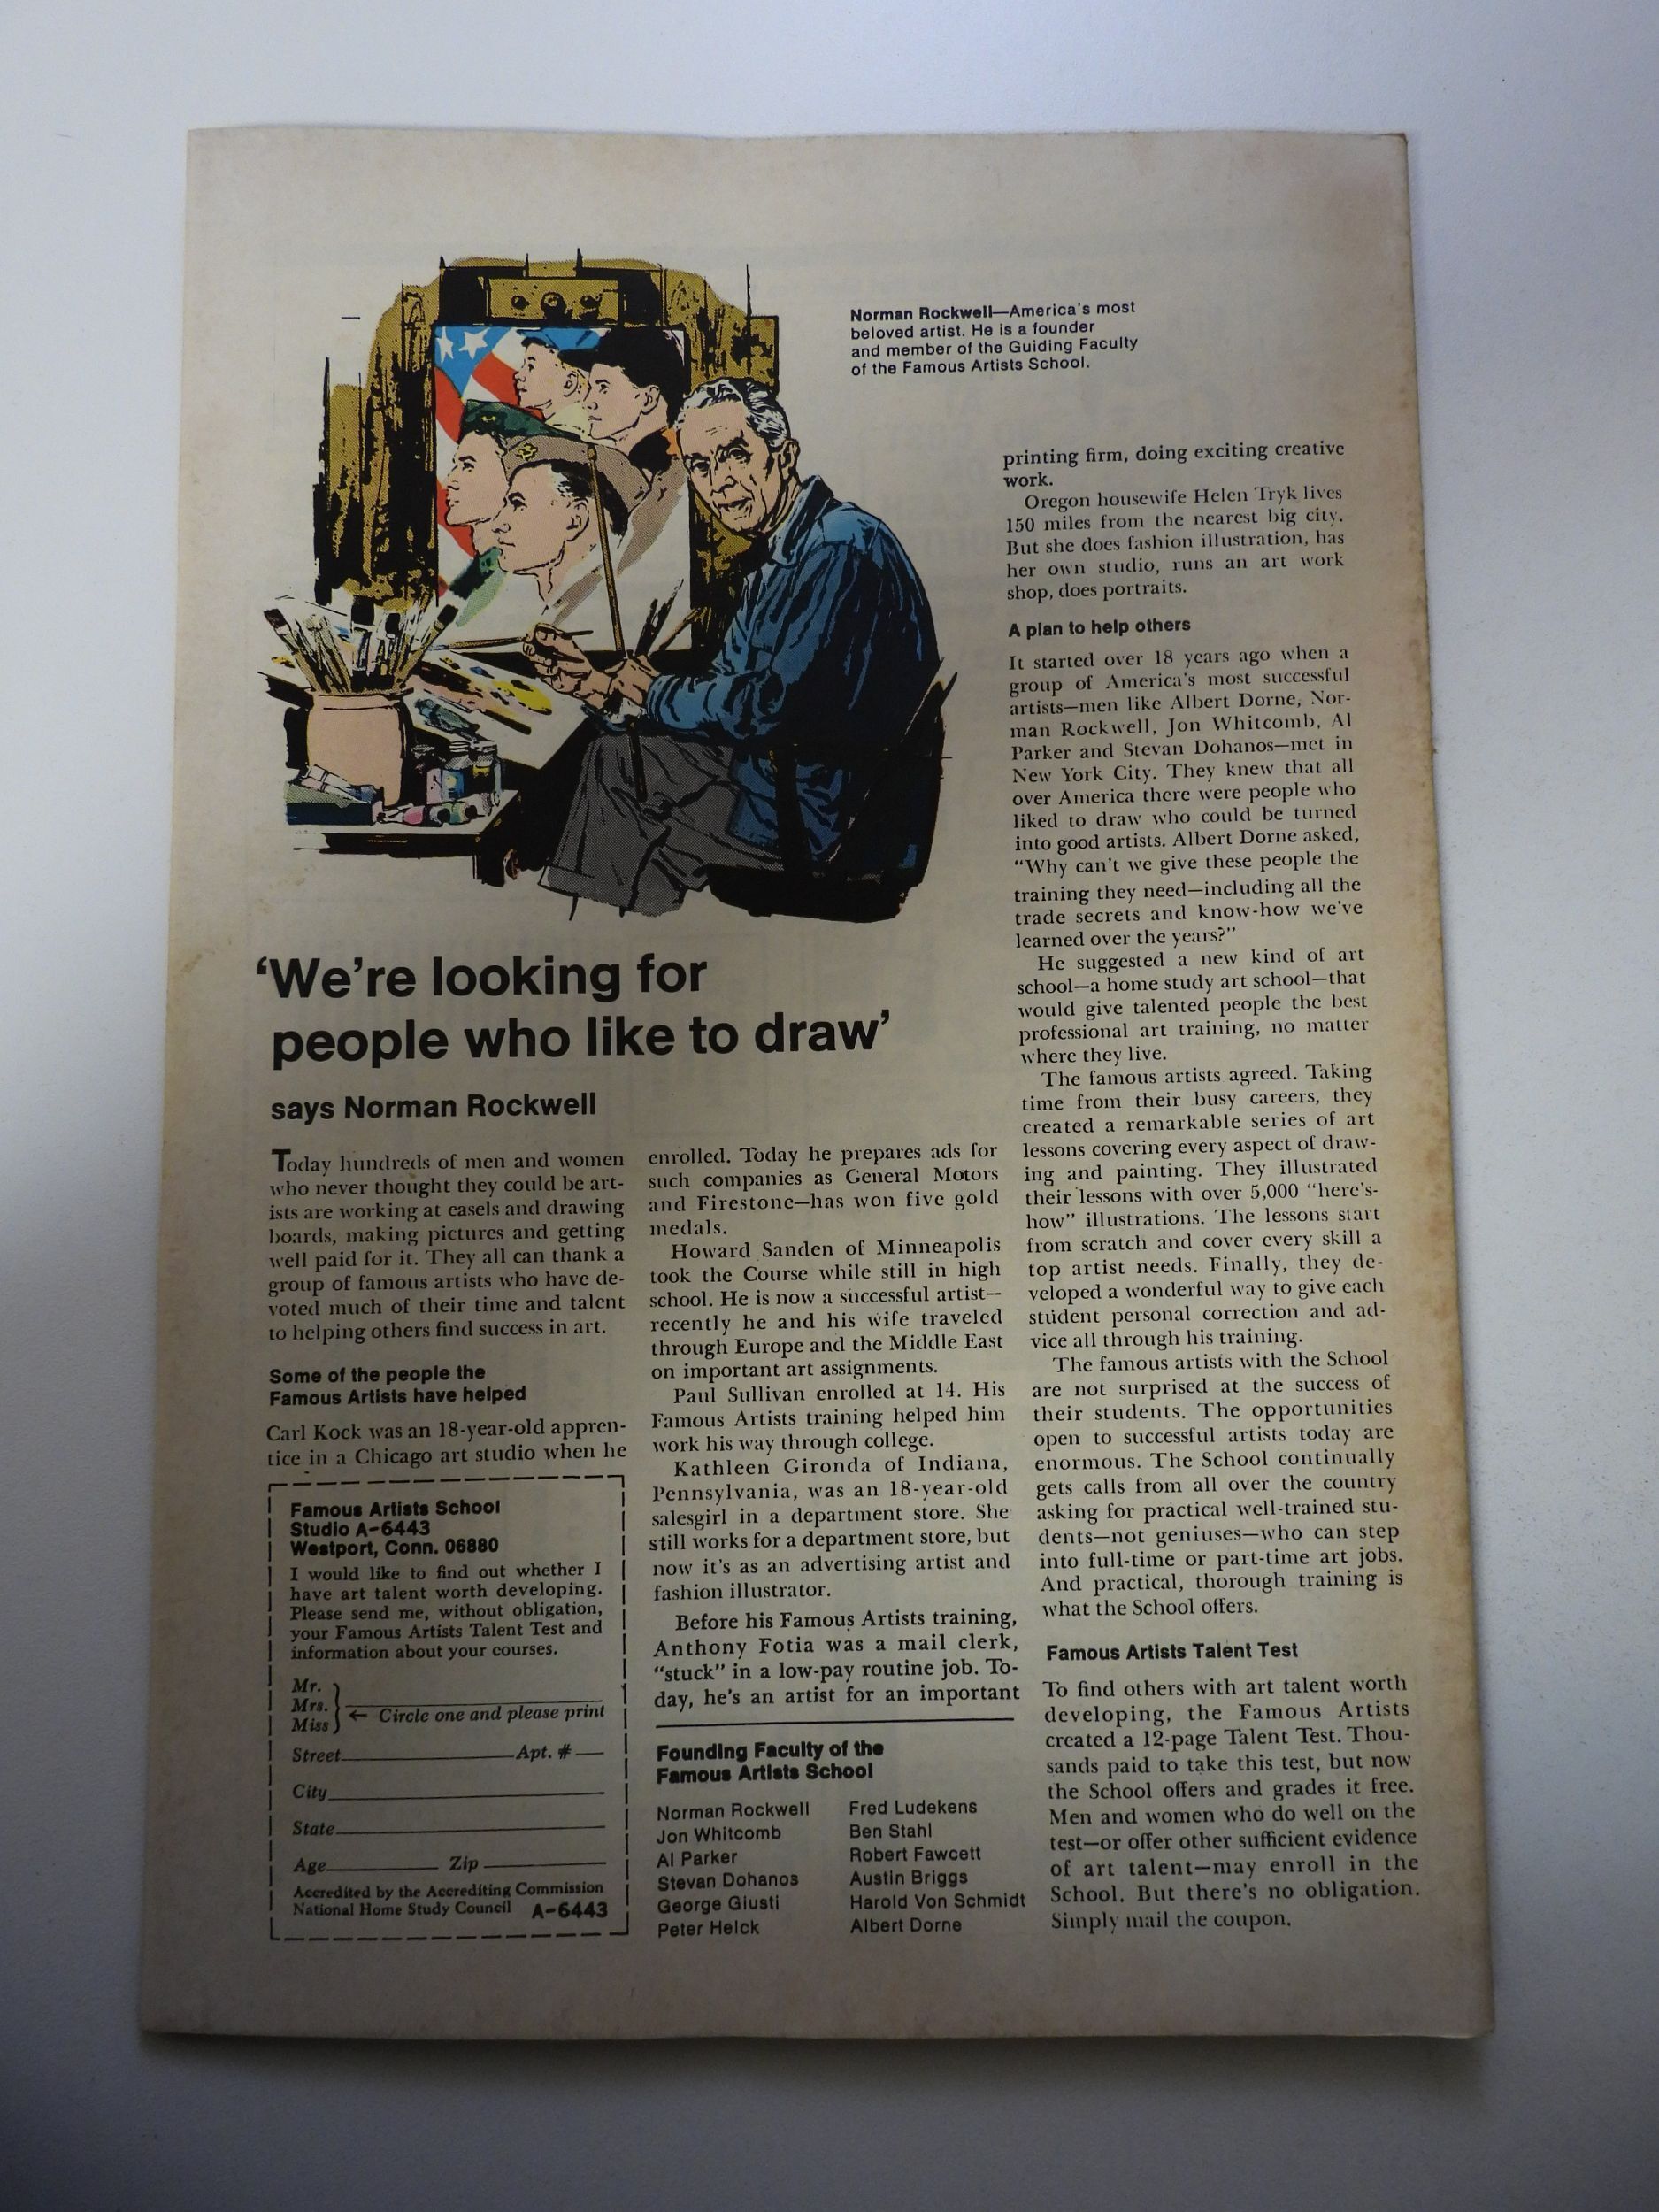 Norman Rockwell—America's most
beloved artist. He is a founder
and member of the Guiding Faculty
of the Famous Artists School.
'We're looking for
people who like to draw'
says Norman Rockwell
Today hundreds of men and women
who never thought they could be art-
ists are working at easels and drawing
boards, making pictures and getting
well paid for it. They all can thank a
group of famous artists who have de-
voted much of their time and talent
to helping others find success in art.
Some of the people the
Famous Artists have helped
Carl Kock was an 18-year-old appren-
tice in a Chicago art studio when he
enrolled. Today he prepares ads for
such companies as General Motors
and Firestone—has won five gold
medals.
Howard Sanden of Minneapolis
took the Course while still in high
school. He is now a successful artist—
recently he and his wife traveled
through Europe and the Middle East
on important art assignments.
Paul Sullivan enrolled at 14. His
Famous Artists training helped him
work his way through college.
Kathleen Gironda of Indiana,
Pennsylvania, was an 18-year-old
salesgirl in a department store. She
still works for a department store, but
now it's as an advertising artist and
fashion illustrator.
Before his Famous Artists training,
Anthony Fotia was a mail clerk,
"stuck" in a low-pay routine job. To-
day, he's an artist for an important
printing firm, doing exciting creative
work.
Oregon housewife Helen Tryk lives
150 miles from the nearest big city.
But she does fashion illustration, has
her own studio, runs an art work
shop, does portraits.
A plan to help others
It started over 18 years ago when a
group of America's most successful
artists—men like Albert Dorne, Nor-
man Rockwell, Jon Whitcomb, Al
Parker and Stevan Dohanos—met in
New York City. They knew that all
over America there were people who
liked to draw who could be turned
into good artists. Albert Dorne asked,
"Why can't we give these people the
training they need—including all the
trade secrets and know-how we've
learned over the years?"
He suggested a new kind of art
school—a home study art school—that
would give talented people the best
professional art training, no matter
where they live.
The famous artists agreed. Taking
time from their busy careers, they
created a remarkable series of art
lessons covering every aspect of draw-
ing and painting. They illustrated
their lessons with over 5,000 "here's-
how" illustrations. The lessons start
from scratch and cover every skill a
top artist needs. Finally, they de-
veloped a wonderful way to give each
student personal correction and ad-
vice all through his training.
The famous artists with the School
are not surprised at the success of
their students. The opportunities
open to successful artists today are
enormous. The School continually
gets calls from all over the country
asking for practical well-trained stu-
dents—not geniuses—who can step
into full-time or part-time art jobs.
And practical, thorough training is
what the School offers.
Famous Artists Talent Test
To find others with art talent worth
developing, the Famous Artists
created a 12-page Talent Test. Thou-
sands paid to take this test, but now
the School offers and grades it free.
Men and women who do well on the
test—or offer other sufficient evidence
of art talent—may enroll in the
School. But there's no obligation.
Simply mail the coupon.
Famous Artists School
Studio A-6443
Westport, Conn. 06880
I would like to find out whether I
have art talent worth developing.
Please send me, without obligation,
your Famous Artists Talent Test and
information about your courses.
Mr.
Mrs.
Miss
← Circle one and please print
Street Apt. #
City
State
Age Zip
Accredited by the Accrediting Commission
National Home Study Council A-6443
Founding Faculty of the
Famous Artists School
Norman Rockwell
Jon Whitcomb
Al Parker
Stevan Dohanos
George Giusti
Peter Helck
Fred Ludekens
Ben Stahl
Robert Fawcett
Austin Briggs
Harold Von Schmidt
Albert Dorne